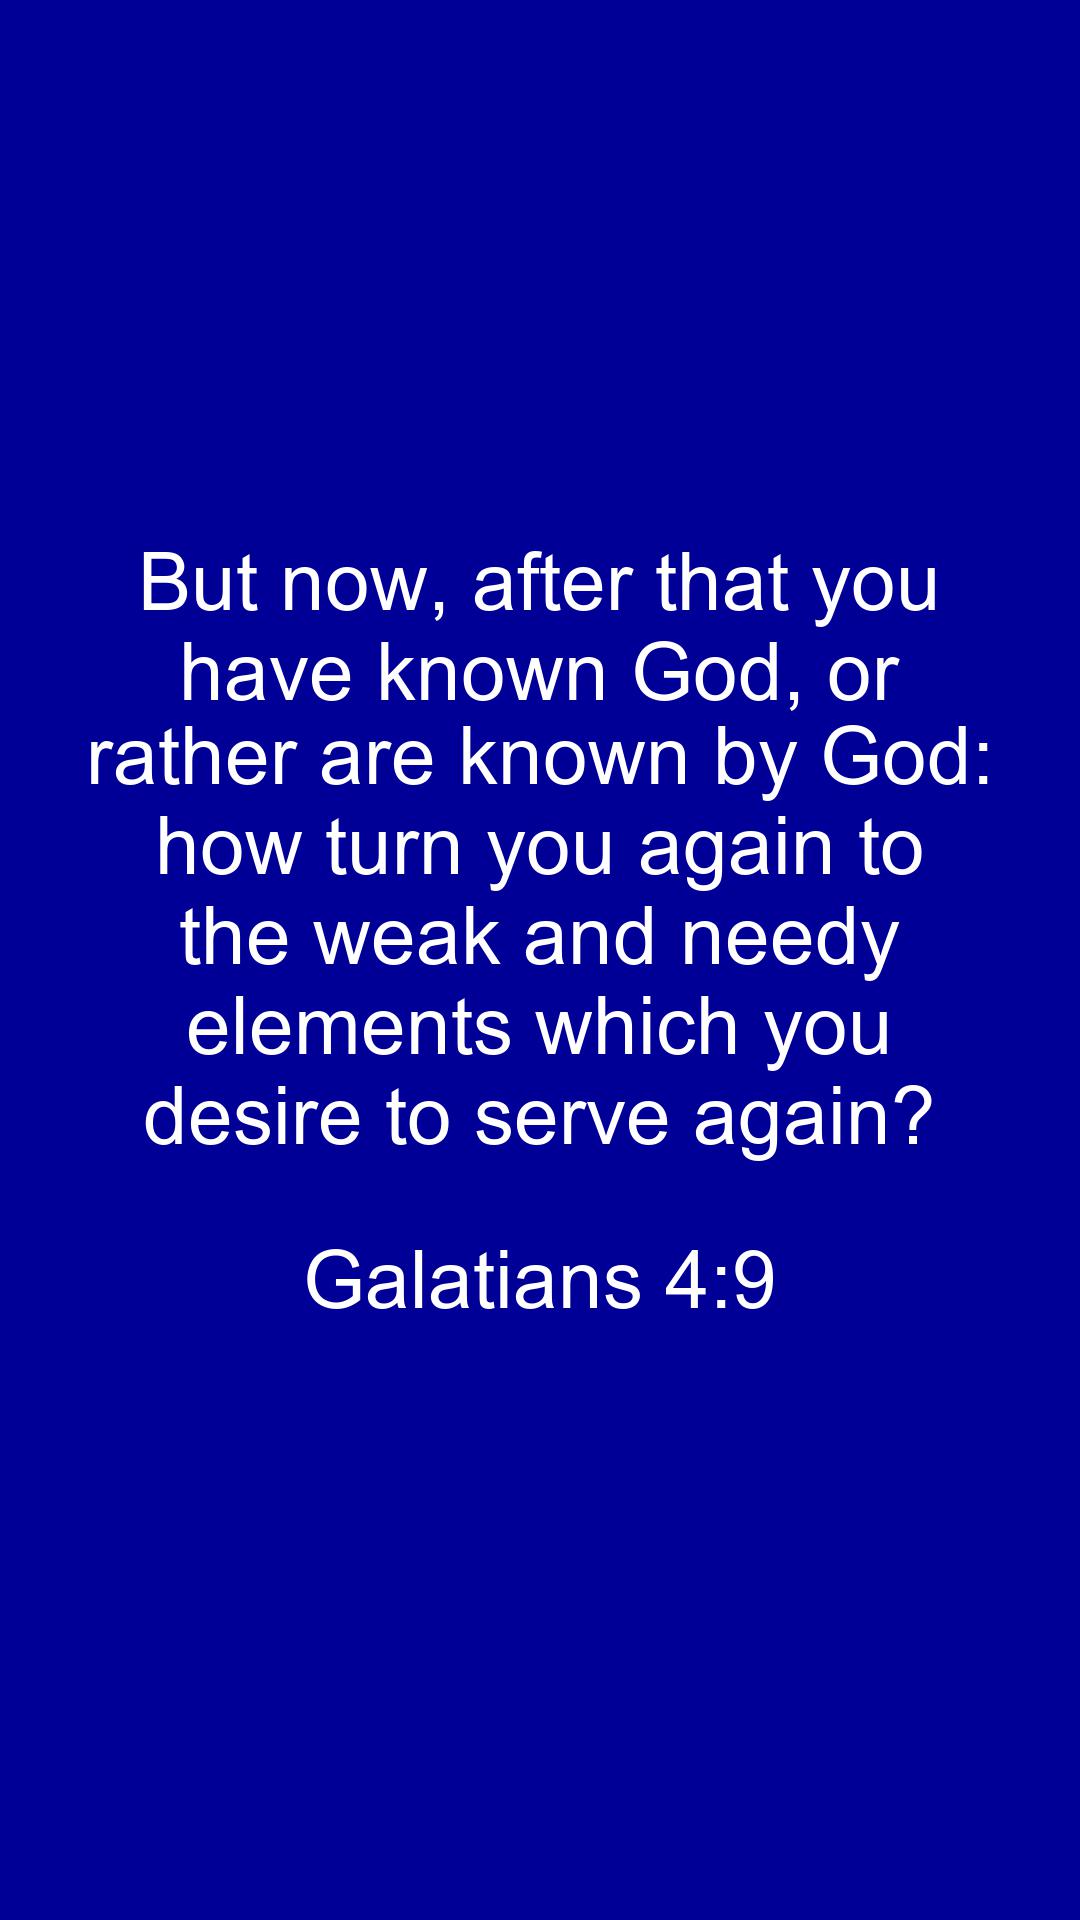 But now, after that you
have known God, or
rather are known by God:
how turn you again to
the weak and needy
elements which you
desire to serve again?
Galatians 4:9